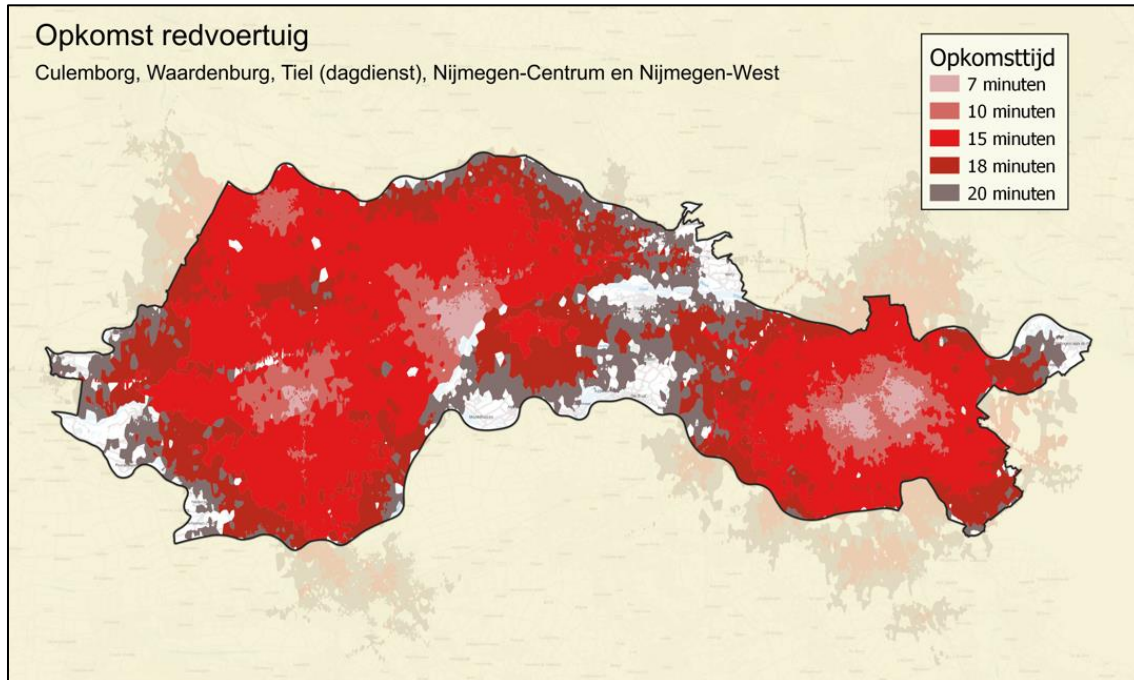 Opkomst redvoertuig
Culemborg, Waardenburg, Tiel (dagdienst), Nijmegen-Centrum en Nijmegen-West
Opkomsttijd
7 minuten
10 minuten
15 minuten
18 minuten
20 minuten